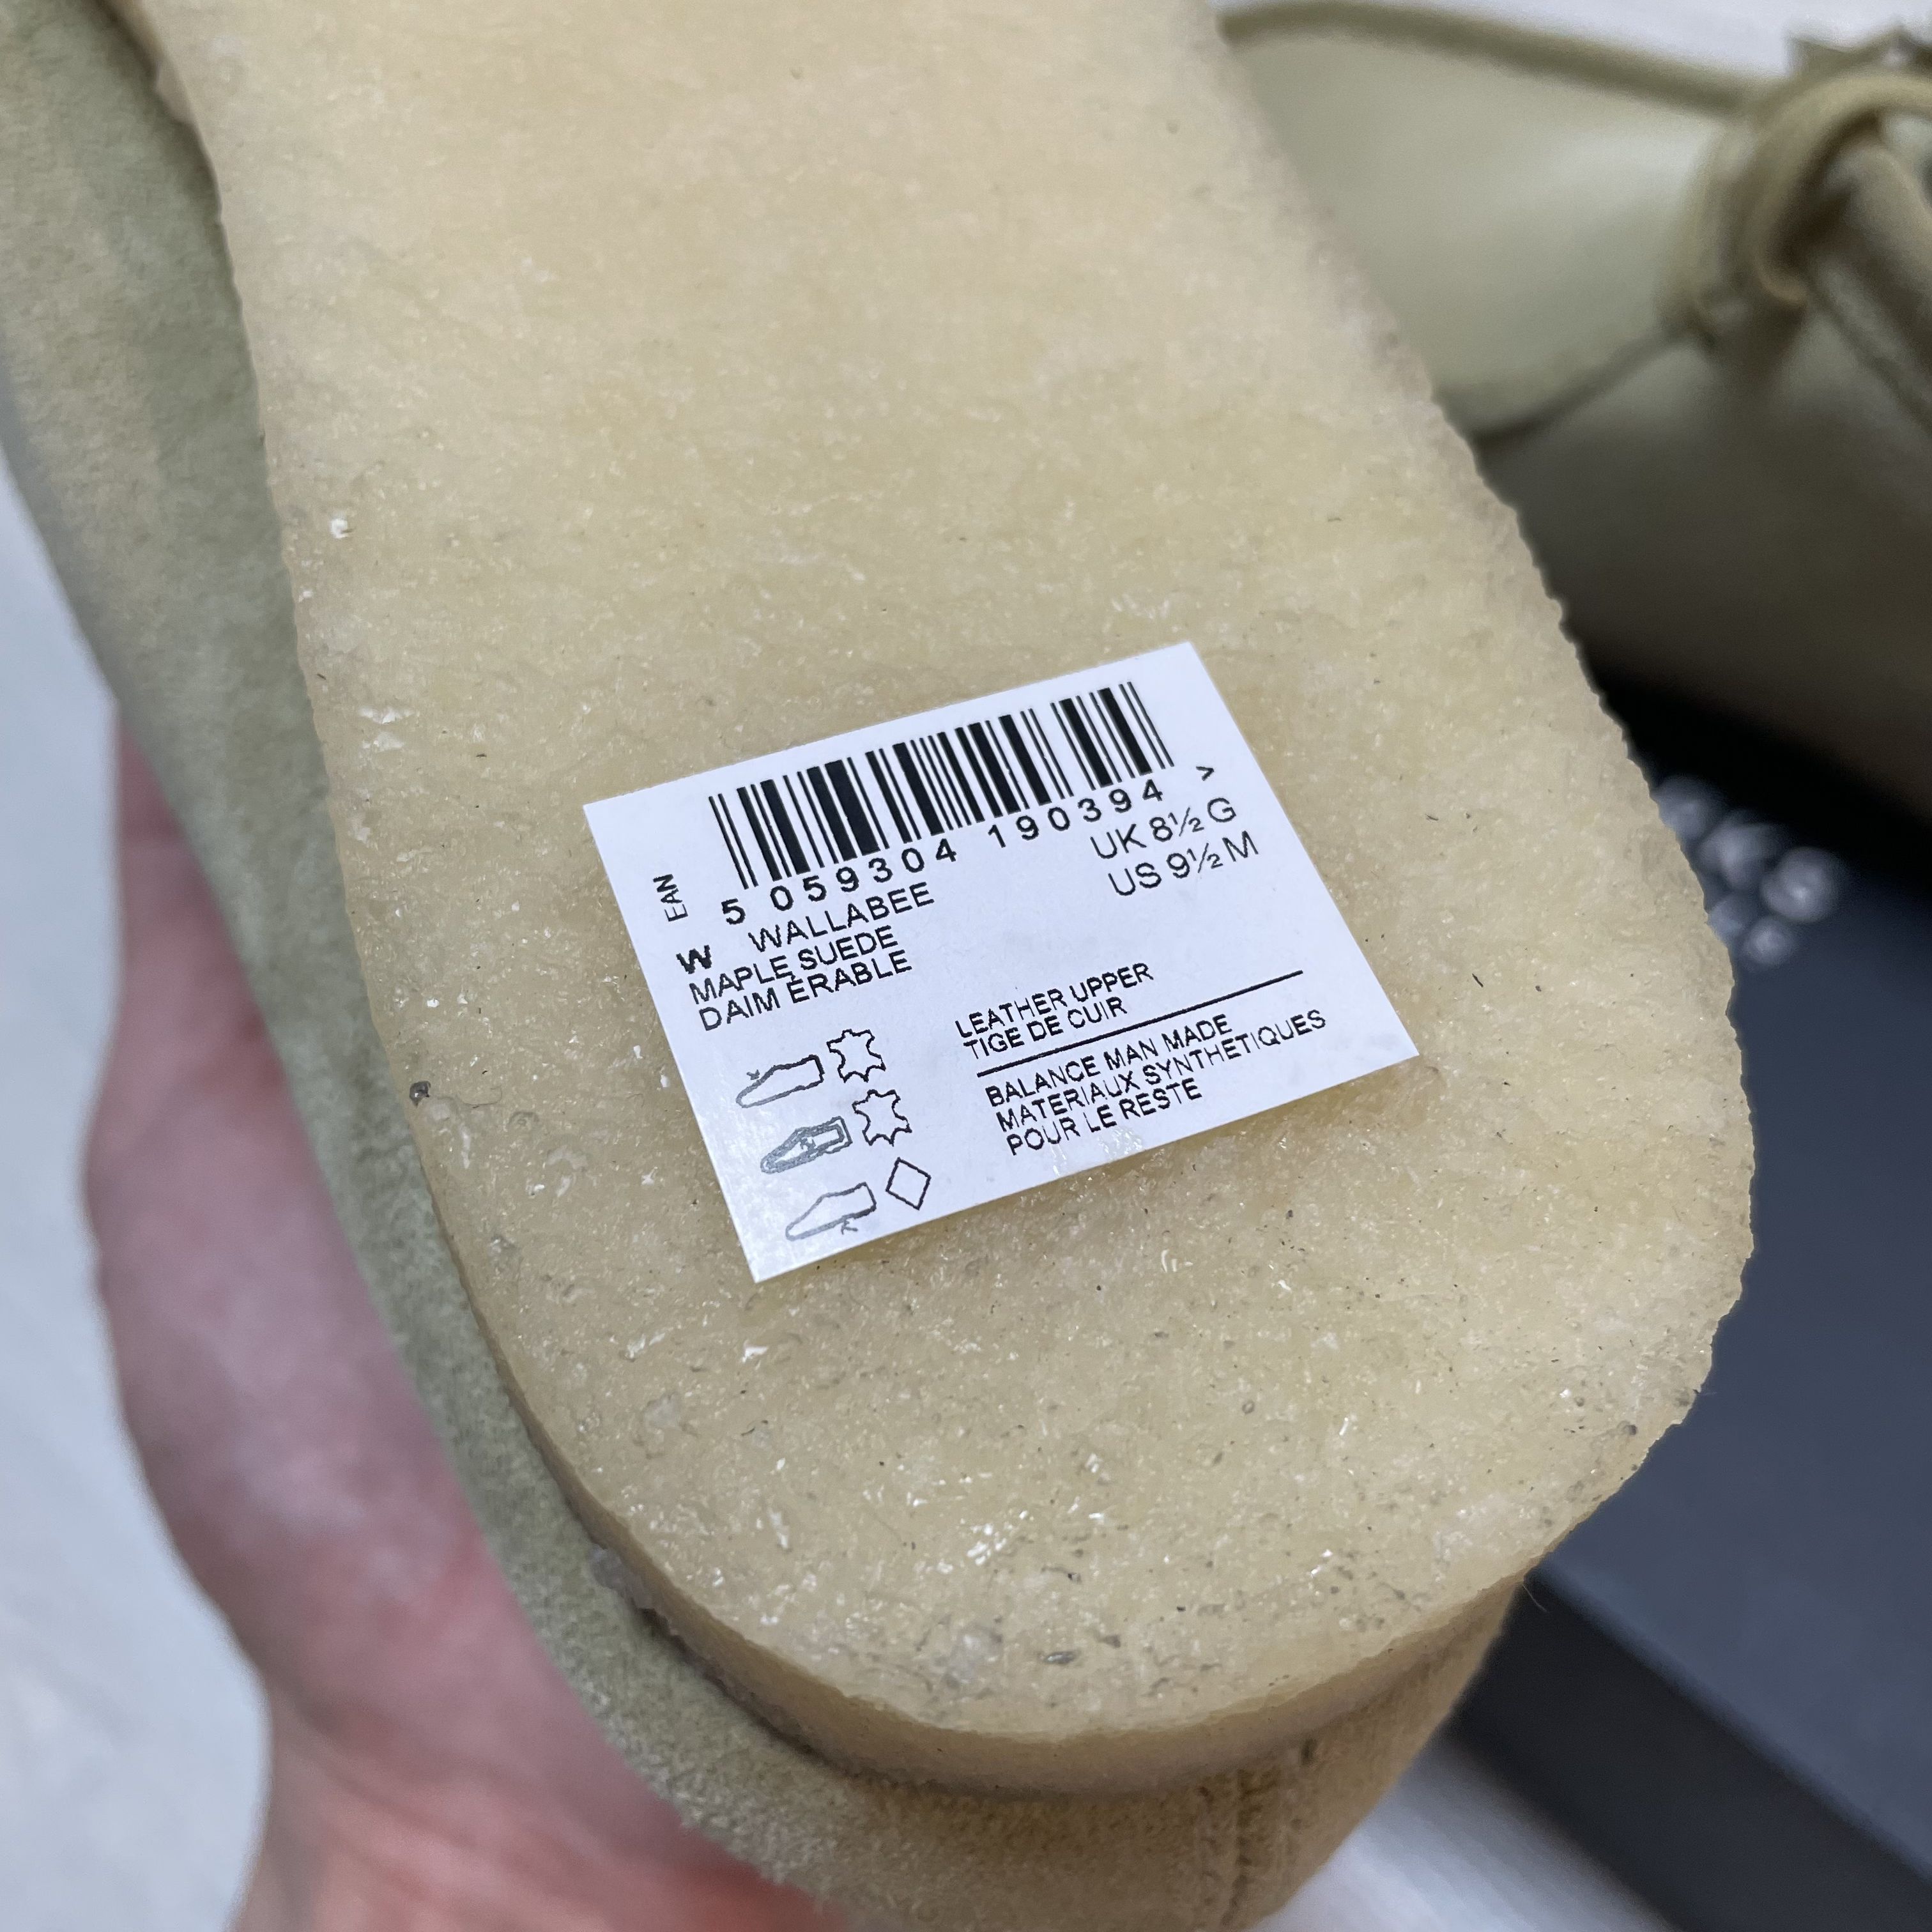 EAN
5 059304 190394 >
UK 8½ G
US 9½ M
W WALLABEE
MAPLE SUEDE
DAIM ÉRABLE
LEATHER UPPER
TIGE DE CUIR
BALANCE MAN MADE
MATERIAUX SYNTHETIQUES
POUR LE RESTE